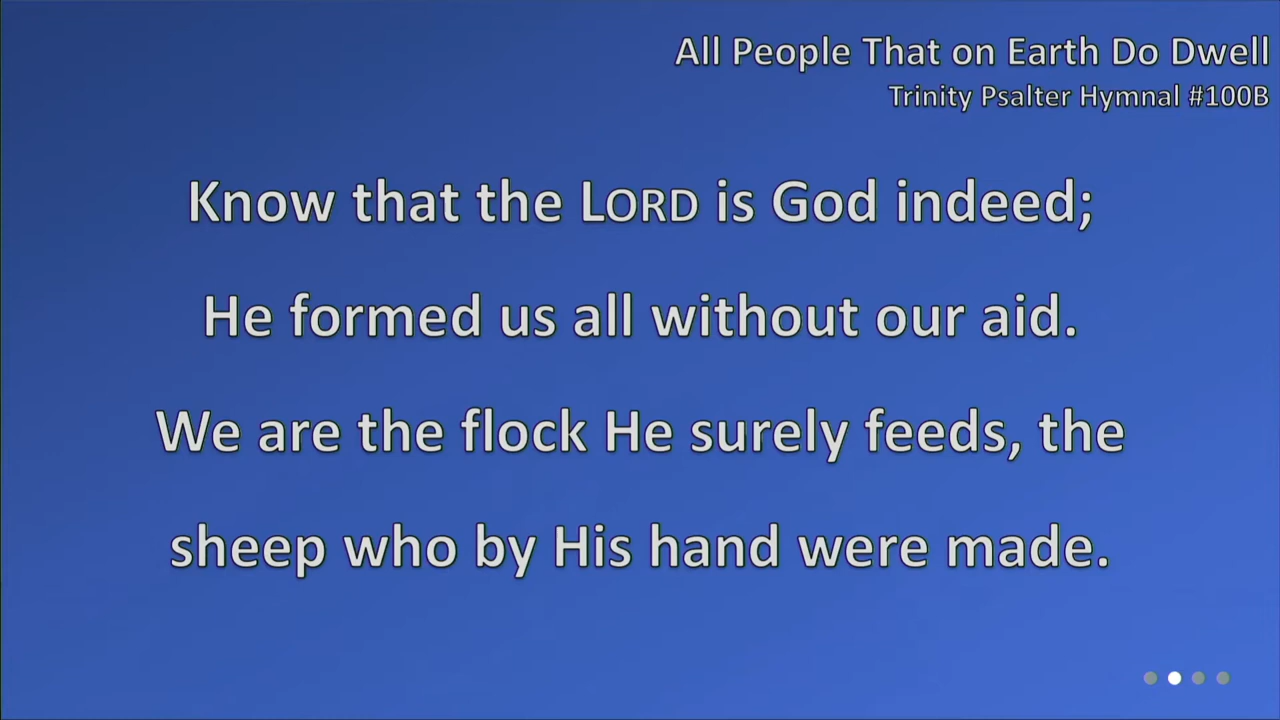 All People That on Earth Do Dwell
Trinity Psalter Hymnal #100B
Know that the LORD is God indeed;
He formed us all without our aid.
We are the flock He surely feeds, the
sheep who by His hand were made.